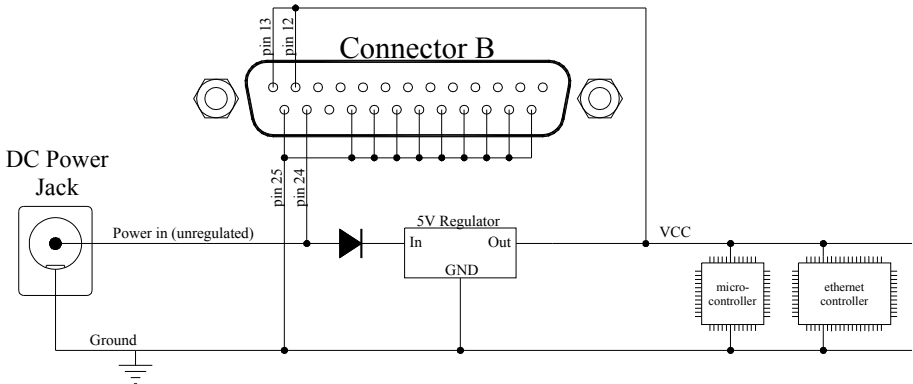 pin 13
pin 12
Connector B
DC Power
Jack
pin 25
pin 24
Power in (unregulated)
5V Regulator
In
Out
GND
VCC
micro-
controller
ethernet
controller
Ground